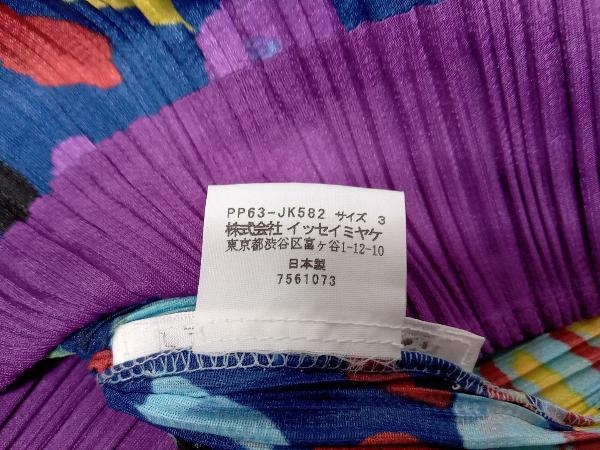 PP63-JK582 サイズ 3
株式会社 イッセイミヤケ
東京都渋谷区富ヶ谷1-12-10
日本製
7561073